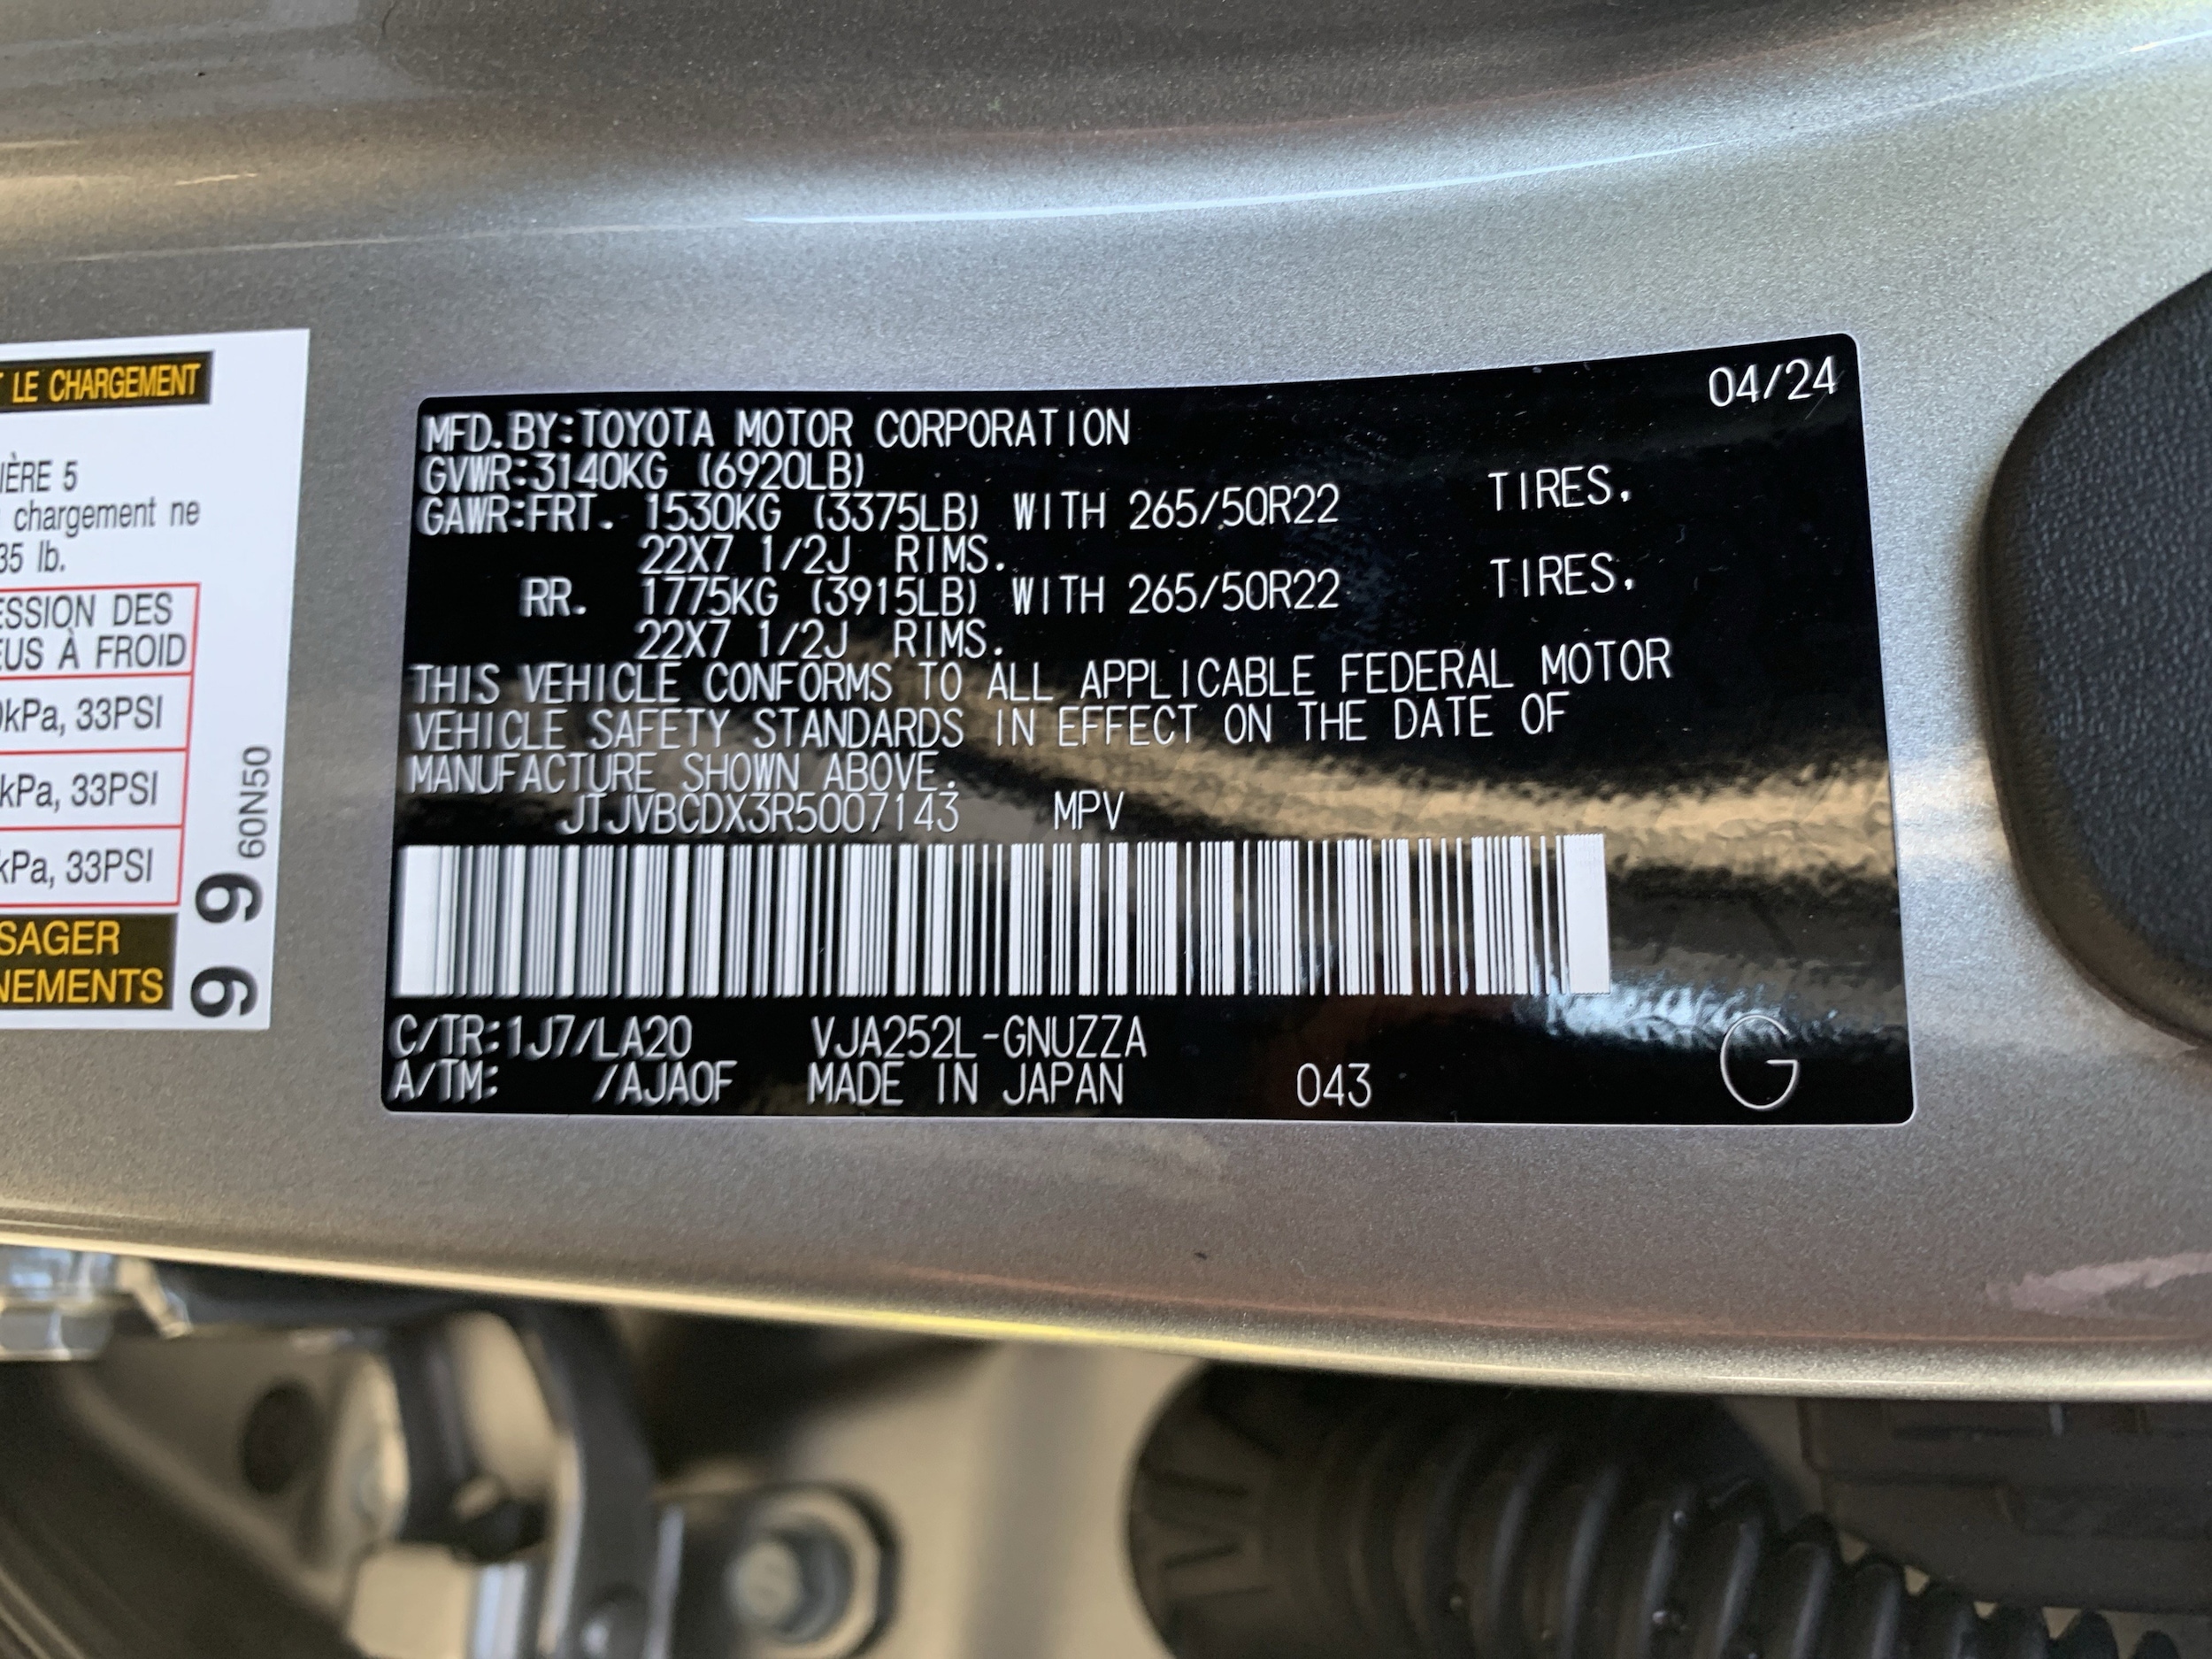 T LE CHARGEMENT
IÈRE 5
chargement ne
35 lb.
ESSION DES
EUS À FROID
kPa, 33PSI
kPa, 33PSI
kPa, 33PSI
SAGER
NEMENTS
60N50
9 9
04/24
MFD.BY:TOYOTA MOTOR CORPORATION
GVWR:3140KG (6920LB)
GAWR:FRT. 1530KG (3375LB) WITH 265/50R22 TIRES.
22X7 1/2J RIMS.
RR. 1775KG (3915LB) WITH 265/50R22 TIRES.
22X7 1/2J RIMS.
THIS VEHICLE CONFORMS TO ALL APPLICABLE FEDERAL MOTOR
VEHICLE SAFETY STANDARDS IN EFFECT ON THE DATE OF
MANUFACTURE SHOWN ABOVE.
JTJVBCDX3R5007143 MPV
C/TR:1J7/LA20 VJA252L-GNUZZA
A/TM: /AJA0F MADE IN JAPAN 043 G